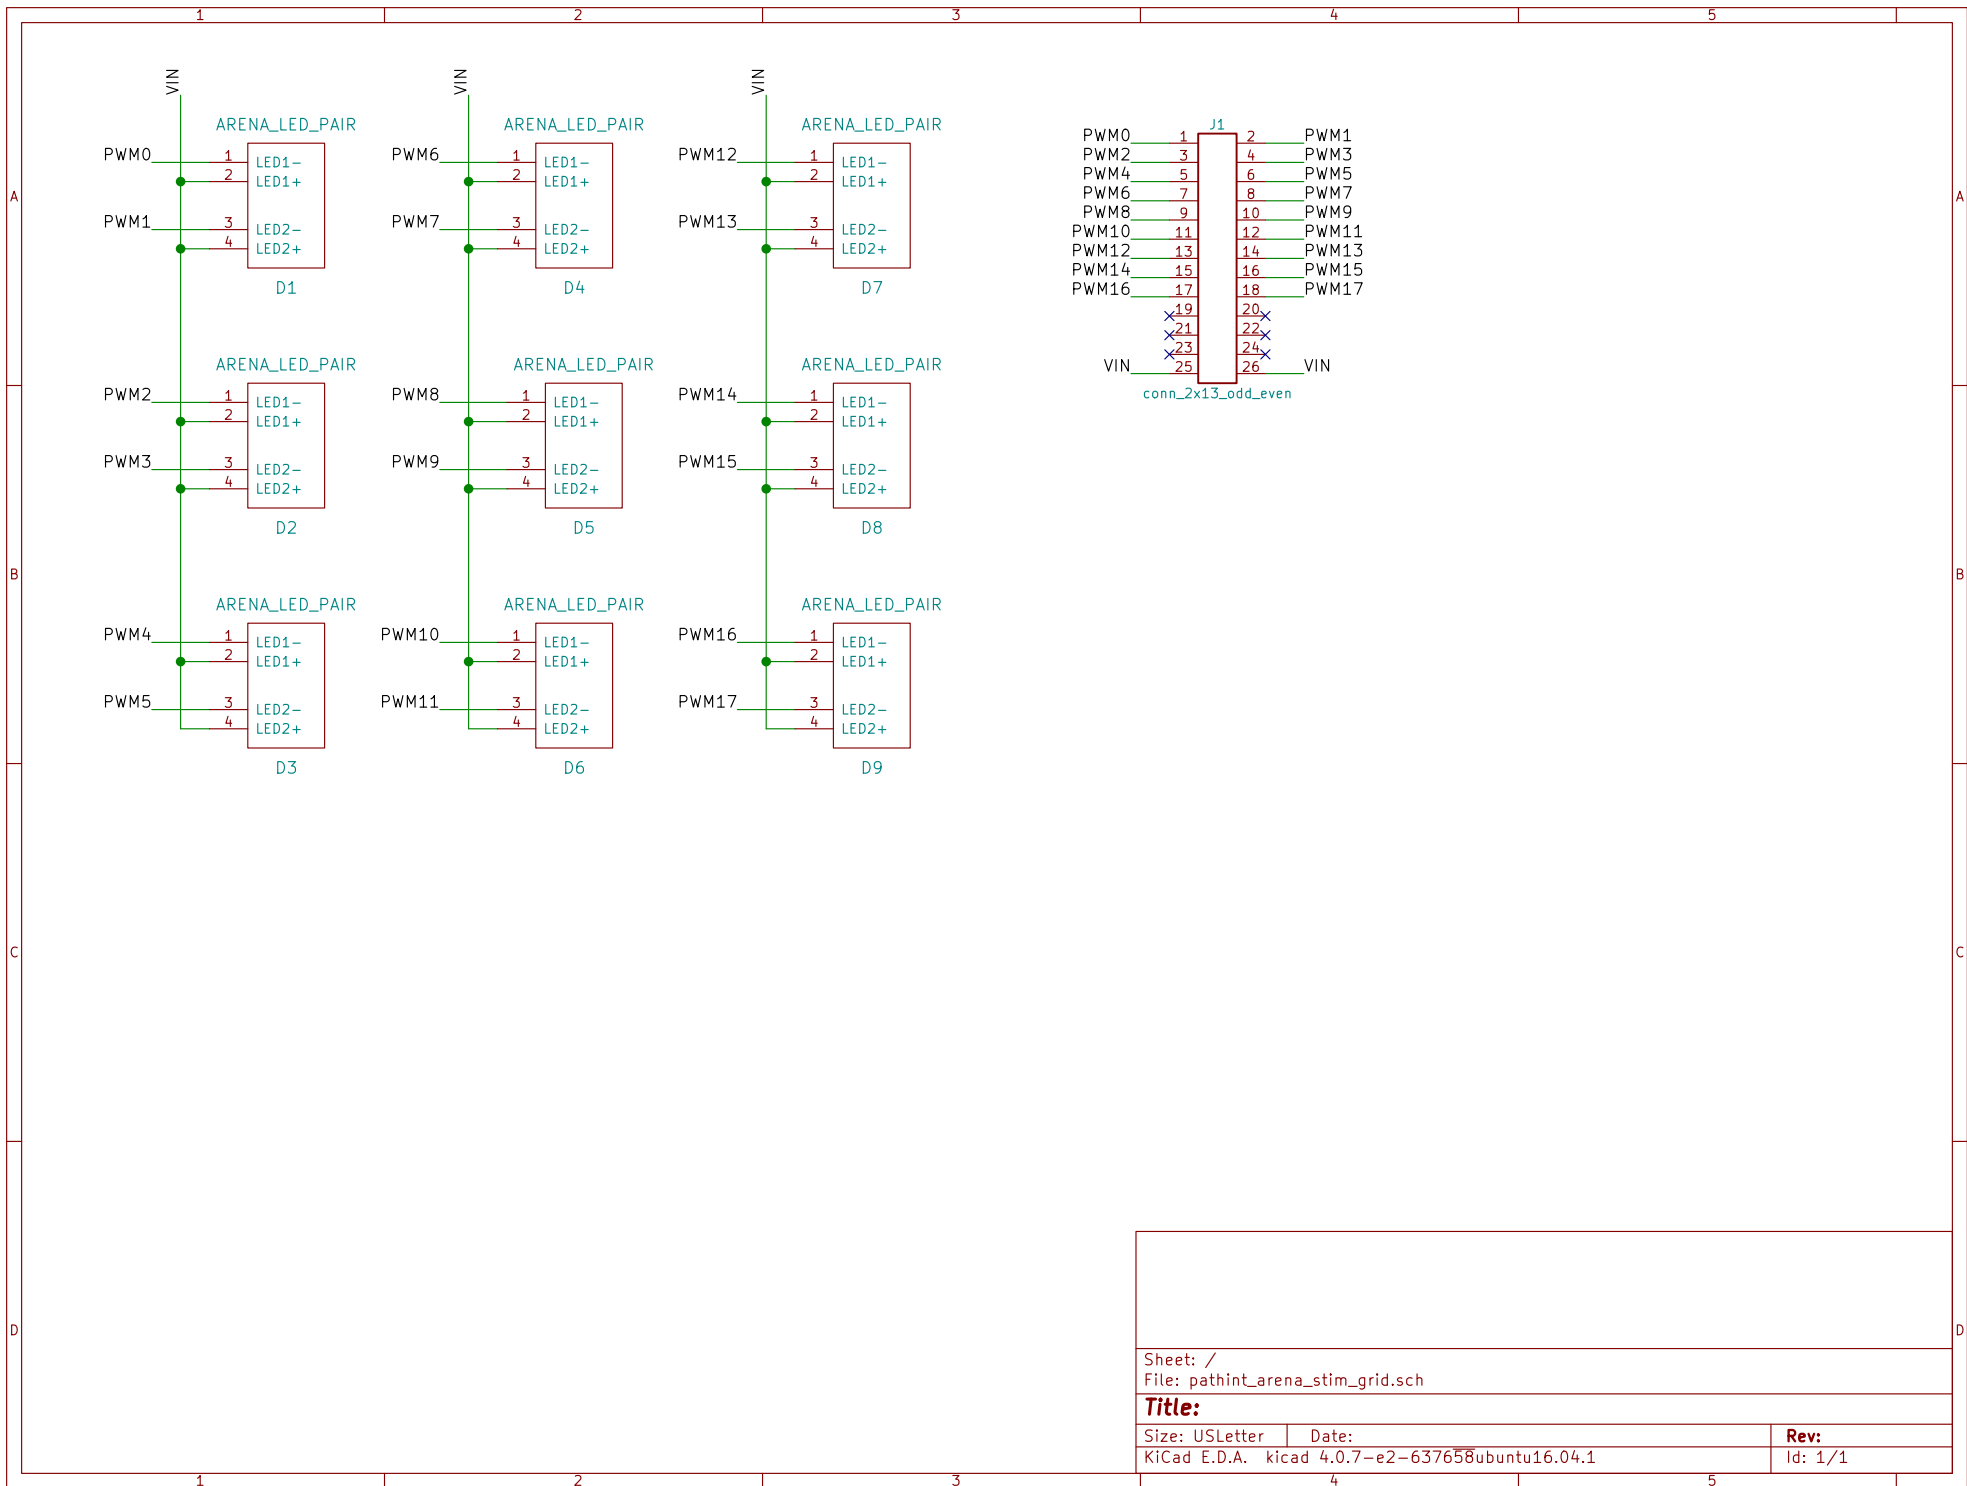 1 2 3 4 5
VIN VIN VIN
ARENA_LED_PAIR ARENA_LED_PAIR ARENA_LED_PAIR
PWM0 1 LED1-
2 LED1+
PWM1 3 LED2-
4 LED2+
D1
PWM6 1 LED1-
2 LED1+
PWM7 3 LED2-
4 LED2+
D4
PWM12 1 LED1-
2 LED1+
PWM13 3 LED2-
4 LED2+
D7
J1
PWM0 1 2 PWM1
PWM2 3 4 PWM3
PWM4 5 6 PWM5
PWM6 7 8 PWM7
PWM8 9 10 PWM9
PWM10 11 12 PWM11
PWM12 13 14 PWM13
PWM14 15 16 PWM15
PWM16 17 18 PWM17
19 20
21 22
23 24
VIN 25 26 VIN
conn_2x13_odd_even
A A
ARENA_LED_PAIR ARENA_LED_PAIR ARENA_LED_PAIR
PWM2 1 LED1-
2 LED1+
PWM3 3 LED2-
4 LED2+
D2
PWM8 1 LED1-
2 LED1+
PWM9 3 LED2-
4 LED2+
D5
PWM14 1 LED1-
2 LED1+
PWM15 3 LED2-
4 LED2+
D8
B B
ARENA_LED_PAIR ARENA_LED_PAIR ARENA_LED_PAIR
PWM4 1 LED1-
2 LED1+
PWM5 3 LED2-
4 LED2+
D3
PWM10 1 LED1-
2 LED1+
PWM11 3 LED2-
4 LED2+
D6
PWM16 1 LED1-
2 LED1+
PWM17 3 LED2-
4 LED2+
D9
C C
D D
Sheet: /
File: pathint_arena_stim_grid.sch
Title:
Size: USLetter Date: Rev:
KiCad E.D.A. kicad 4.0.7-e2-637658ubuntu16.04.1 Id: 1/1
1 2 3 4 5